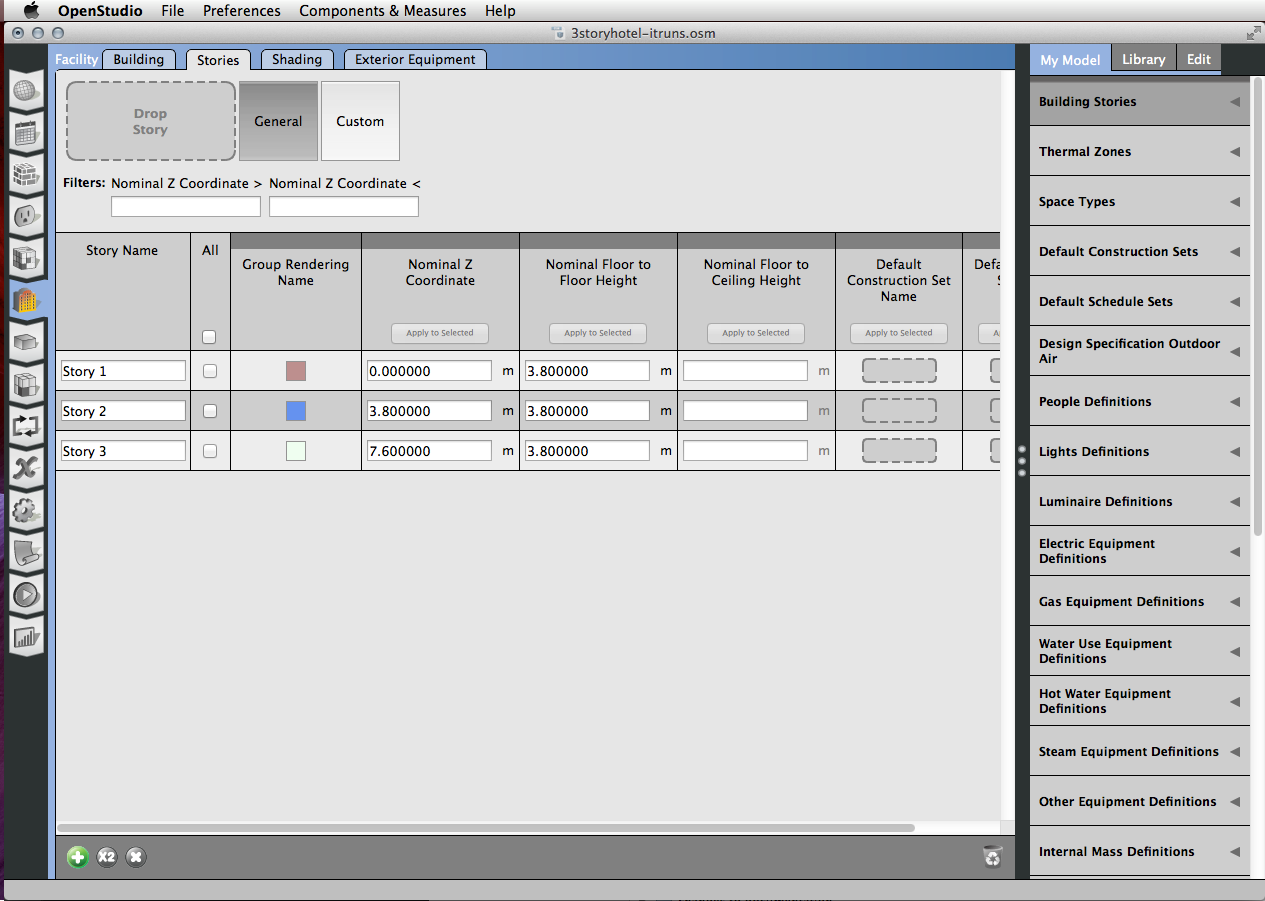 OpenStudio File Preferences Components & Measures Help
3storyhotel-itruns.osm
Facility Building Stories Shading Exterior Equipment
My Model Library Edit
Drop
Story
General
Custom
Filters: Nominal Z Coordinate > Nominal Z Coordinate <
Story Name
All
Group Rendering
Name
Nominal Z
Coordinate
Apply to Selected
Nominal Floor to
Floor Height
Apply to Selected
Nominal Floor to
Ceiling Height
Apply to Selected
Default
Construction Set
Name
Apply to Selected
Defa
S
A
Story 1 0.000000 m 3.800000 m m
Story 2 3.800000 m 3.800000 m m
Story 3 7.600000 m 3.800000 m m
X2
Building Stories
Thermal Zones
Space Types
Default Construction Sets
Default Schedule Sets
Design Specification Outdoor
Air
People Definitions
Lights Definitions
Luminaire Definitions
Electric Equipment
Definitions
Gas Equipment Definitions
Water Use Equipment
Definitions
Hot Water Equipment
Definitions
Steam Equipment Definitions
Other Equipment Definitions
Internal Mass Definitions